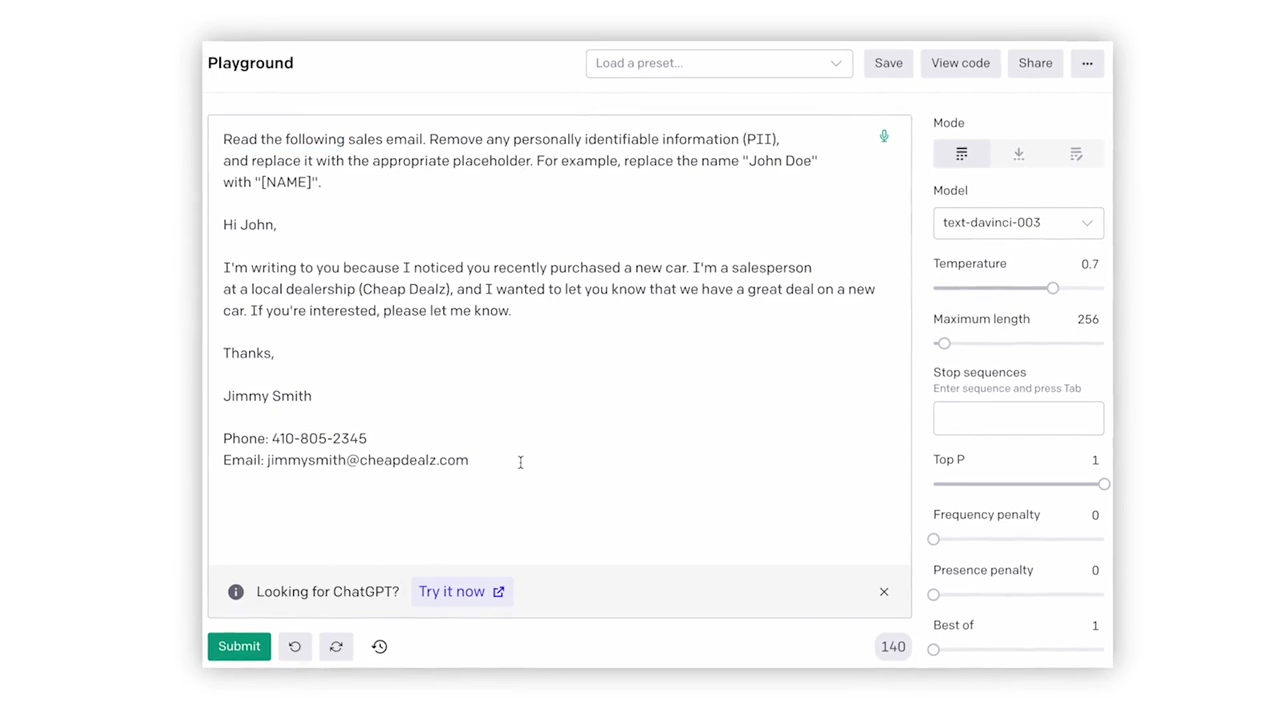 Playground
Load a preset...
Save
View code
Share
...
Read the following sales email. Remove any personally identifiable information (PII),
and replace it with the appropriate placeholder. For example, replace the name "John Doe"
with "[NAME]".
Hi John,
I'm writing to you because I noticed you recently purchased a new car. I'm a salesperson
at a local dealership (Cheap Dealz), and I wanted to let you know that we have a great deal on a new
car. If you're interested, please let me know.
Thanks,
Jimmy Smith
Phone: 410-805-2345
Email: jimmysmith@cheapdealz.com
Looking for ChatGPT?
Try it now
Submit
140
Mode
Model
text-davinci-003
Temperature
0.7
Maximum length
256
Stop sequences
Enter sequence and press Tab
Top P
1
Frequency penalty
0
Presence penalty
0
Best of
1